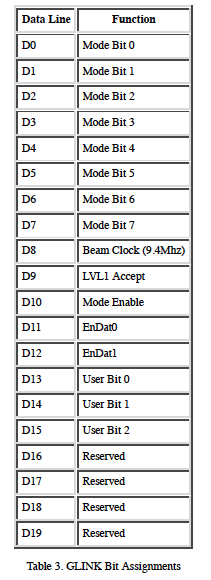 Data Line Function
D0 Mode Bit 0
D1 Mode Bit 1
D2 Mode Bit 2
D3 Mode Bit 3
D4 Mode Bit 4
D5 Mode Bit 5
D6 Mode Bit 6
D7 Mode Bit 7
D8 Beam Clock (9.4Mhz)
D9 LVL1 Accept
D10 Mode Enable
D11 EnDat0
D12 EnDat1
D13 User Bit 0
D14 User Bit 1
D15 User Bit 2
D16 Reserved
D17 Reserved
D18 Reserved
D19 Reserved
Table 3. GLINK Bit Assignments